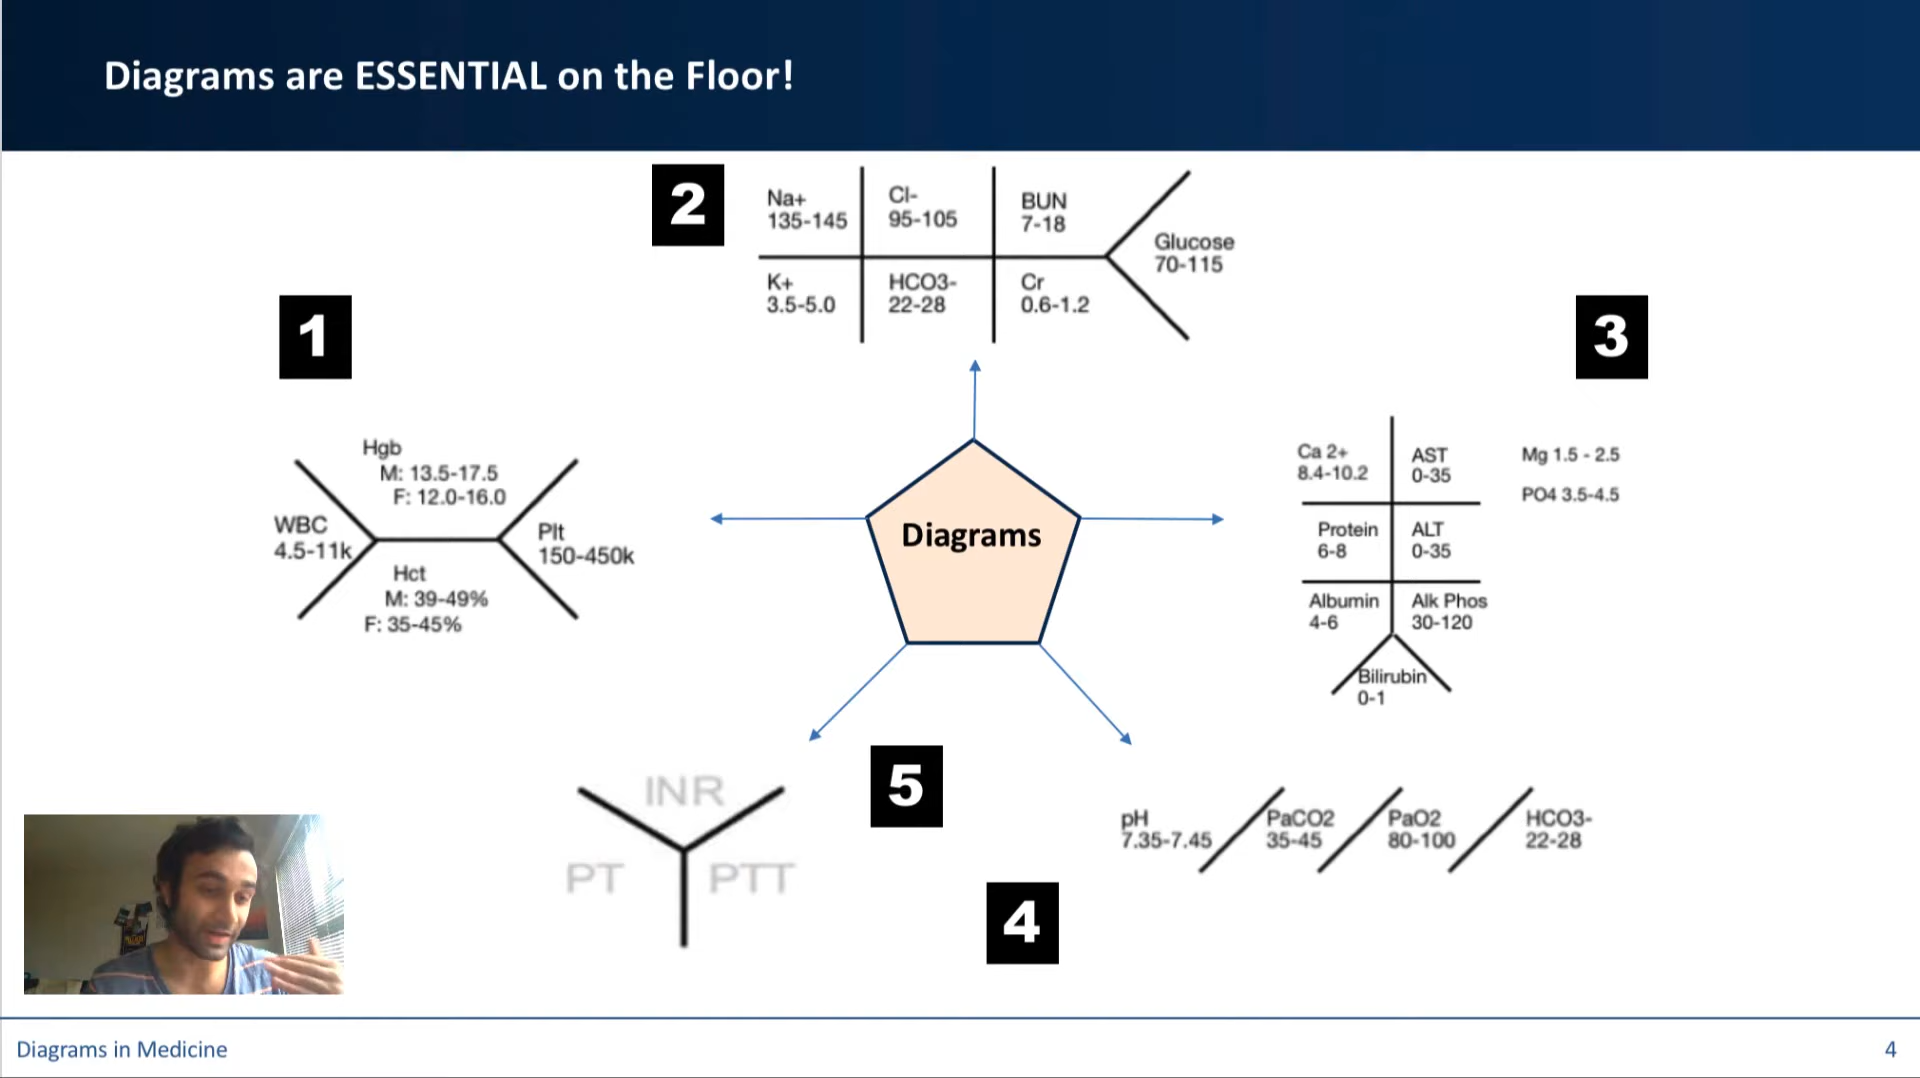 Diagrams are ESSENTIAL on the Floor!
2
Na+
135-145
Cl-
95-105
BUN
7-18
Glucose
70-115
K+
3.5-5.0
HCO3-
22-28
Cr
0.6-1.2
1
Hgb
M: 13.5-17.5
F: 12.0-16.0
WBC
4.5-11k
Plt
150-450k
Hct
M: 39-49%
F: 35-45%
Diagrams
3
Ca 2+
8.4-10.2
AST
0-35
Mg 1.5 - 2.5
PO4 3.5-4.5
Protein
6-8
ALT
0-35
Albumin
4-6
Alk Phos
30-120
Bilirubin
0-1
5
INR
PT
PTT
4
pH
7.35-7.45
PaCO2
35-45
PaO2
80-100
HCO3-
22-28
Diagrams in Medicine
4